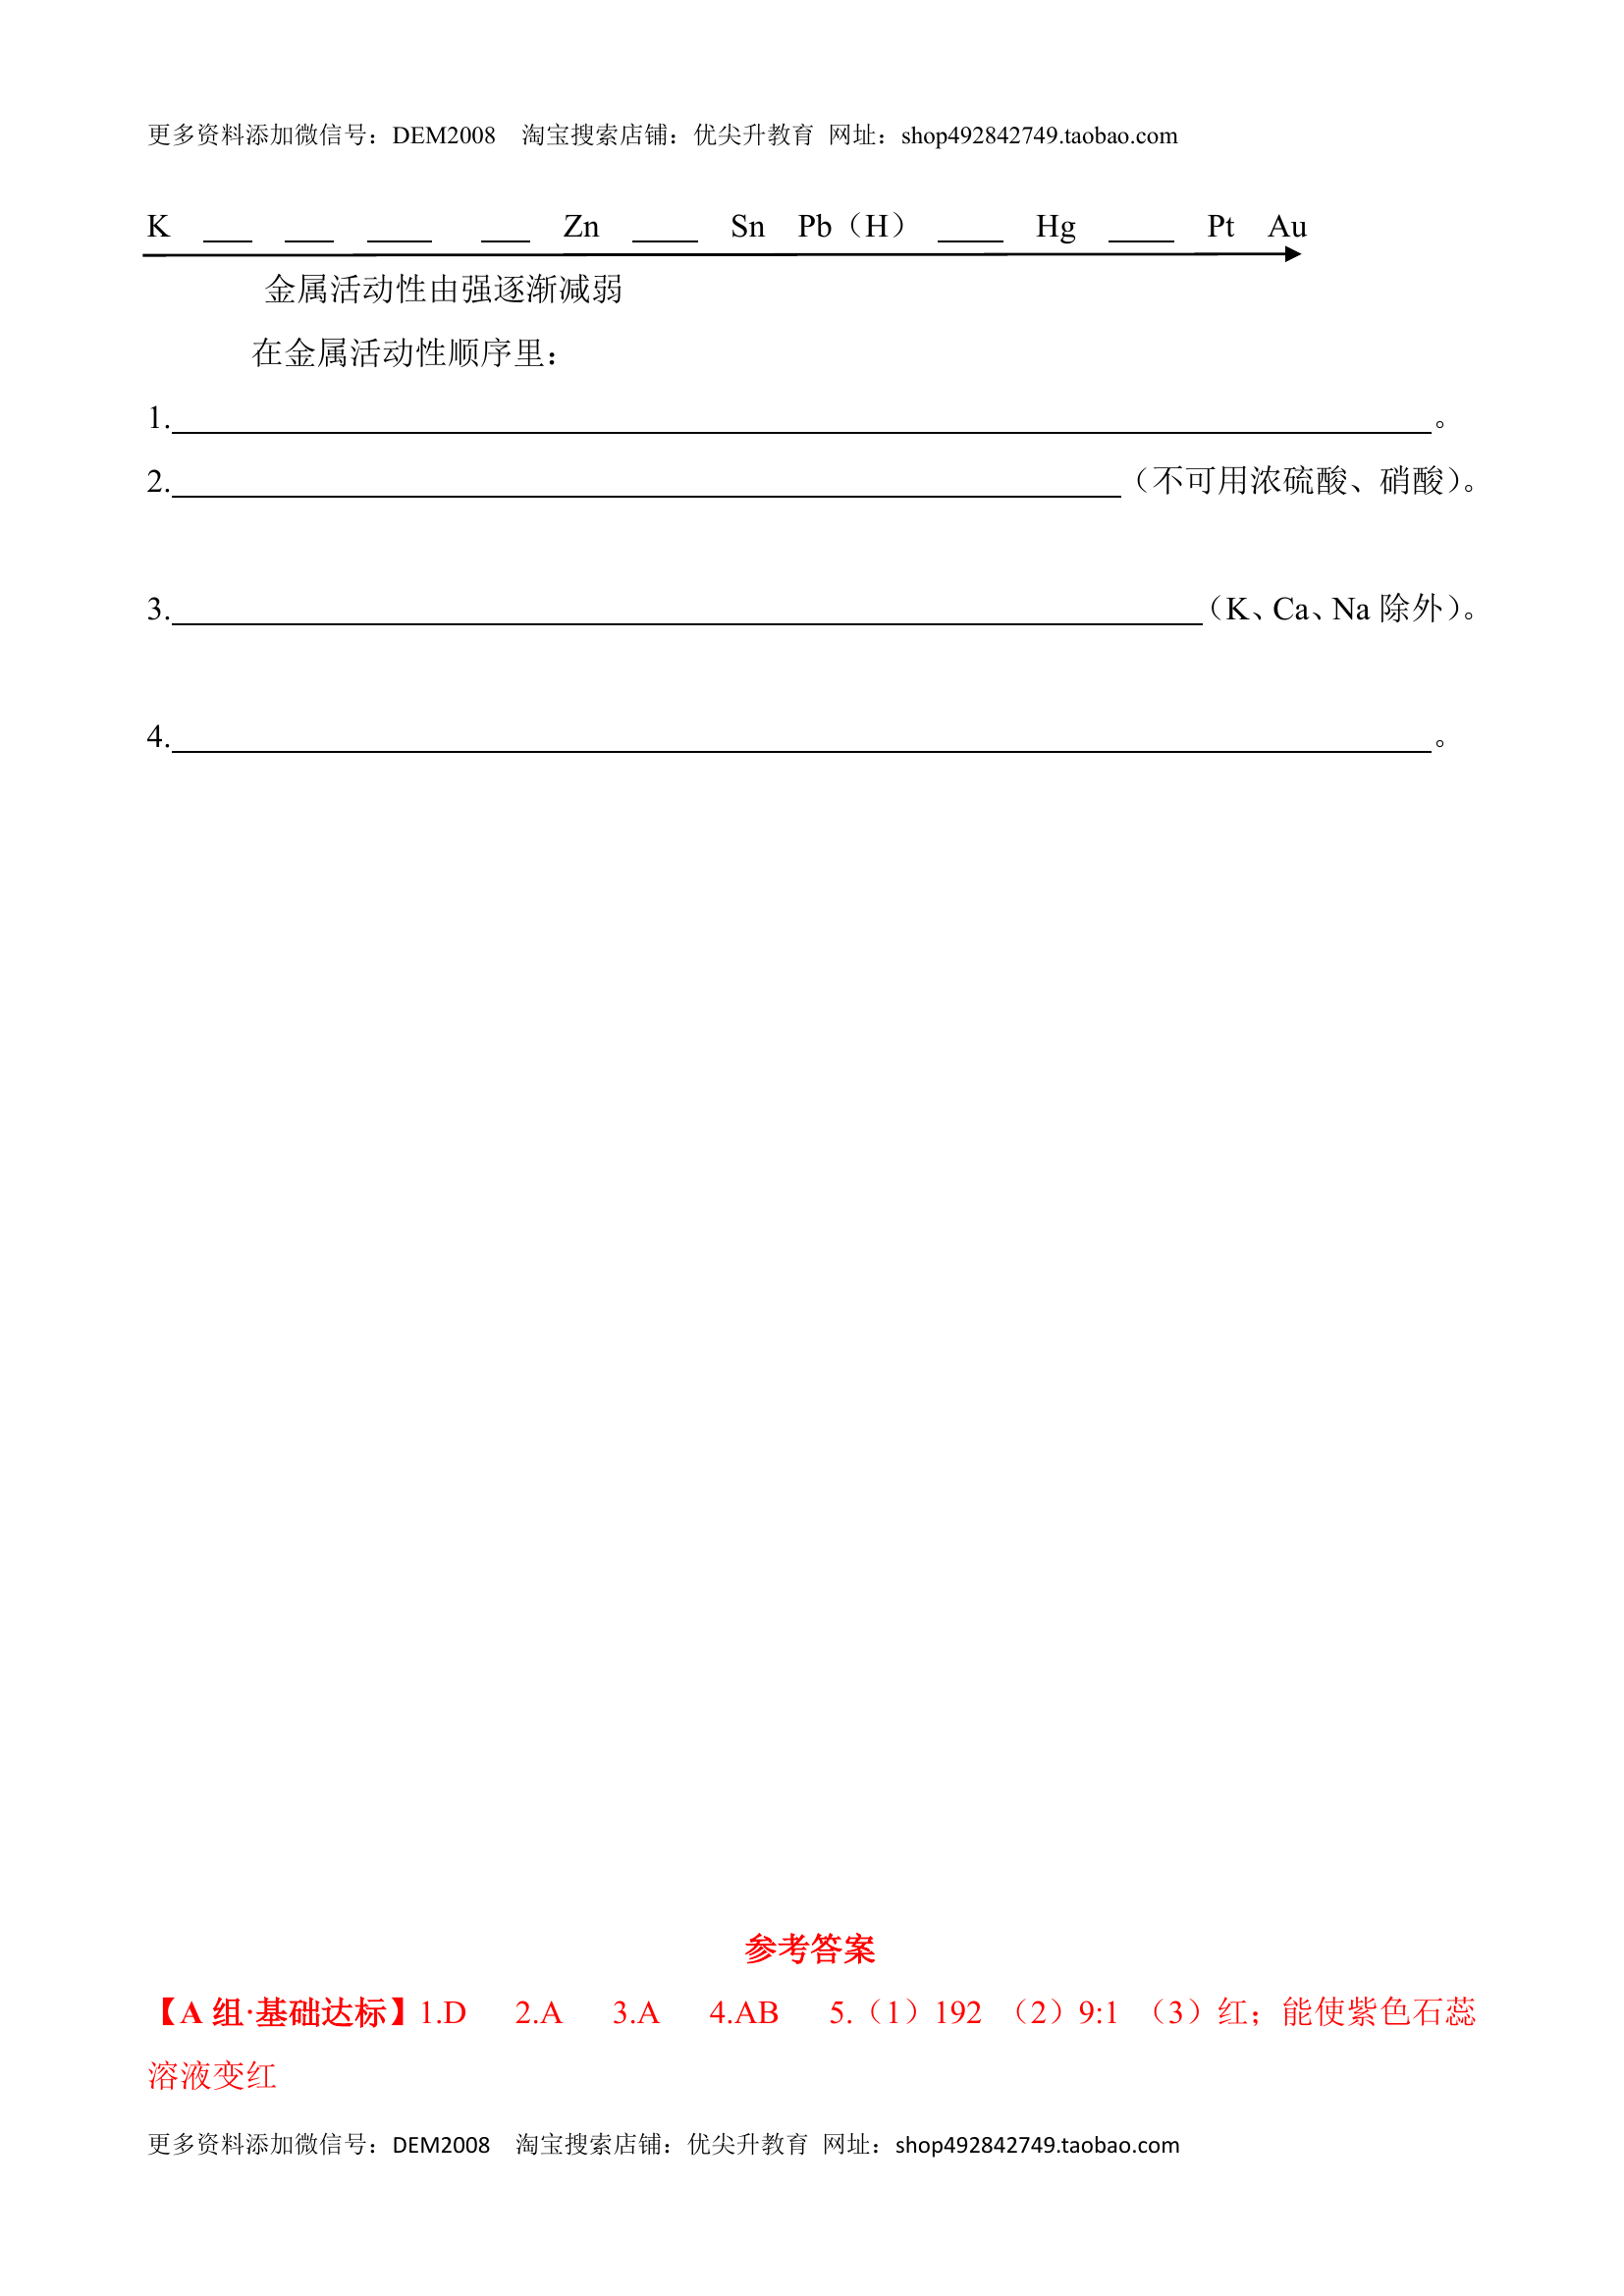 更多资料添加微信号：DEM2008 淘宝搜索店铺：优尖升教育 网址：shop492842749.taobao.com
K ___ ___ ____ ___ Zn ____ Sn Pb（H） ____ Hg ____ Pt Au
金属活动性由强逐渐减弱
在金属活动性顺序里：
1.____________________。
2.____________________（不可用浓硫酸、硝酸）。
3.____________________（K、Ca、Na 除外）。
4.____________________。
参考答案
【A 组·基础达标】1.D 2.A 3.A 4.AB 5.（1）192 （2）9:1 （3）红；能使紫色石蕊
溶液变红
更多资料添加微信号：DEM2008 淘宝搜索店铺：优尖升教育 网址：shop492842749.taobao.com